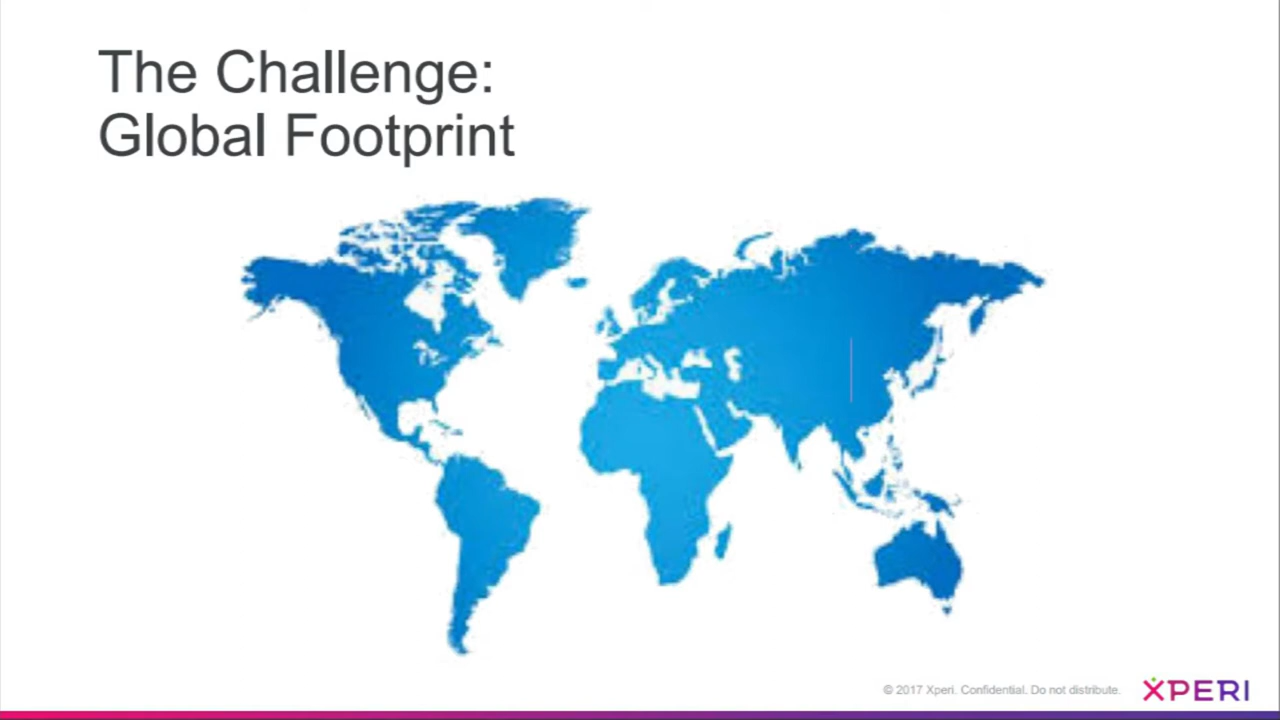 The Challenge:
Global Footprint
© 2017 Xperi. Confidential. Do not distribute.
XPERI